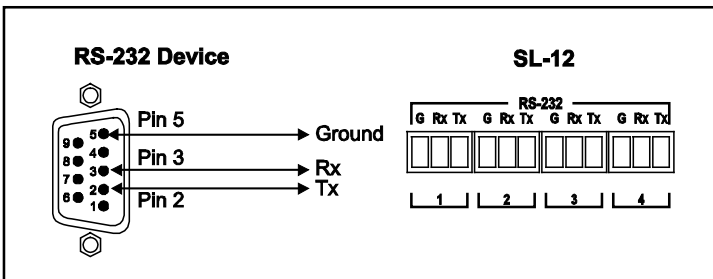 RS-232 Device
SL-12
Pin 5
Ground
Pin 3
Rx
Tx
Pin 2
5
9
4
8
3
7
2
6
1
RS-232
G Rx Tx G Rx Tx G Rx Tx G Rx Tx
1 2 3 4